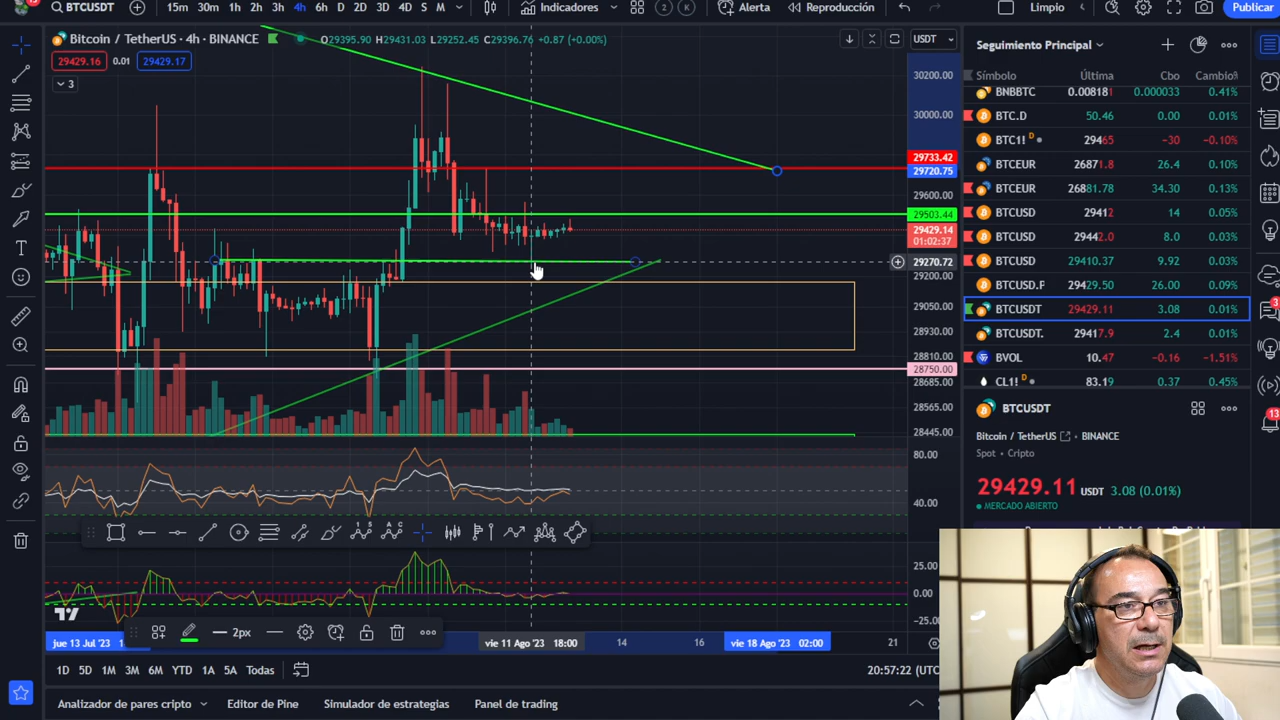 BTCUSDT 15m 30m 1h 2h 3h 4h 6h D 2D 3D 4D S M Indicadores 2 K Alerta Reproducción Limpio Publicar
Bitcoin / TetherUS · 4h · BINANCE O29395.90 H29431.03 L29252.45 C29396.76 +0.87 (+0.00%)
29429.16 0.01 29429.17
3
USDT
30200.00
30000.00
29733.42
29720.75
29600.00
29503.44
29429.14
01:02:37
29270.72
29200.00
29050.00
28930.00
28810.00
28750.00
28685.00
28565.00
28445.00
80.00
40.00
25.00
0.00
-25.00
2px
jue 13 Jul '23 vie 11 Ago '23 18:00 14 16 vie 18 Ago '23 02:00 21
1D 5D 1M 3M 6M YTD 1A 5A Todas 20:57:22 (UTC
Analizador de pares cripto Editor de Pine Simulador de estrategias Panel de trading
Seguimiento Principal
Símbolo Última Cbo Cambio%
BNBBTC 0.008181 0.000033 0.41%
BTC.D 50.46 0.00 0.01%
BTC1! D 29465 -30 -0.10%
BTCEUR 26871.8 26.4 0.10%
BTCEUR 26881.78 34.30 0.13%
BTCUSD 29412 14 0.05%
BTCUSD 29442.0 8.0 0.03%
BTCUSD 29410.37 9.92 0.03%
BTCUSD.F 29429.50 26.00 0.09%
BTCUSDT 29429.11 3.08 0.01%
BTCUSDT. 29417.9 2.4 0.01%
BVOL 10.47 -0.16 -1.51%
CL1! D 83.19 0.37 0.45%
BTCUSDT
Bitcoin / TetherUS · BINANCE
Spot · Cripto
29429.11 USDT 3.08 (0.01%)
MERCADO ABIERTO
3
13